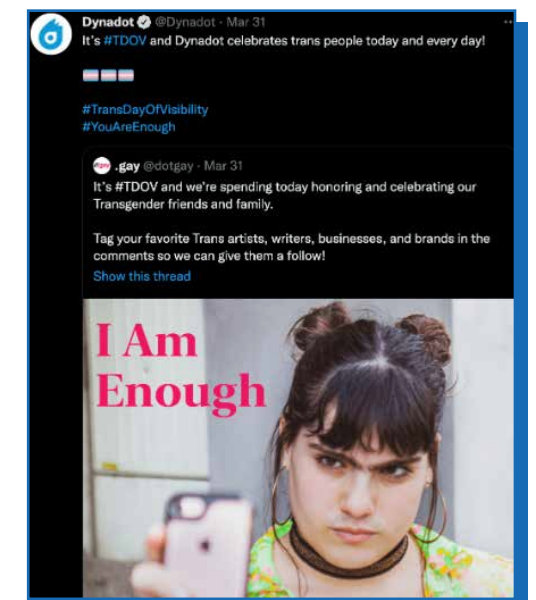 Dynadot @Dynadot · Mar 31
It's #TDOV and Dynadot celebrates trans people today and every day!
#TransDayOfVisibility
#YouAreEnough
.gay @dotgay · Mar 31
It's #TDOV and we're spending today honoring and celebrating our
Transgender friends and family.
Tag your favorite Trans artists, writers, businesses, and brands in the
comments so we can give them a follow!
Show this thread
I Am
Enough